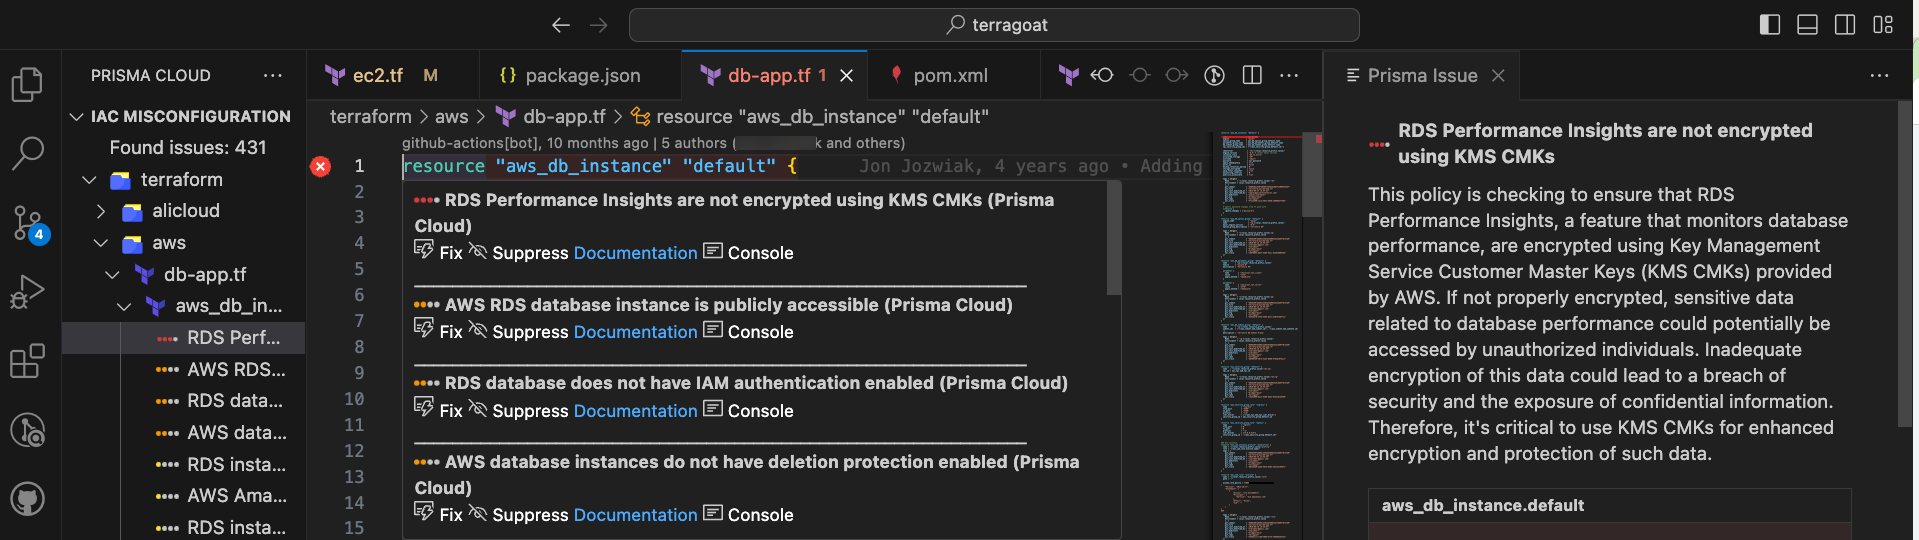 terragoat
PRISMA CLOUD ···
IAC MISCONFIGURATION
Found issues: 431
terraform
alicloud
aws
db-app.tf
aws_db_in...
RDS Perf...
AWS RDS...
RDS data...
AWS data...
RDS insta...
AWS Ama...
RDS insta...
4
ec2.tf M
{} package.json
db-app.tf 1
pom.xml
terraform > aws > db-app.tf > resource "aws_db_instance" "default"
github-actions[bot], 10 months ago | 5 authors (k and others)
1 resource "aws_db_instance" "default" { Jon Jozwiak, 4 years ago • Adding
2
3
4
5
6
7
8
9
10
11
12
13
14
15
RDS Performance Insights are not encrypted using KMS CMKs (Prisma
Cloud)
Fix Suppress Documentation Console
AWS RDS database instance is publicly accessible (Prisma Cloud)
Fix Suppress Documentation Console
RDS database does not have IAM authentication enabled (Prisma Cloud)
Fix Suppress Documentation Console
AWS database instances do not have deletion protection enabled (Prisma
Cloud)
Fix Suppress Documentation Console
Prisma Issue
RDS Performance Insights are not encrypted
using KMS CMKs
This policy is checking to ensure that RDS
Performance Insights, a feature that monitors database
performance, are encrypted using Key Management
Service Customer Master Keys (KMS CMKs) provided
by AWS. If not properly encrypted, sensitive data
related to database performance could potentially be
accessed by unauthorized individuals. Inadequate
encryption of this data could lead to a breach of
security and the exposure of confidential information.
Therefore, it's critical to use KMS CMKs for enhanced
encryption and protection of such data.
aws_db_instance.default